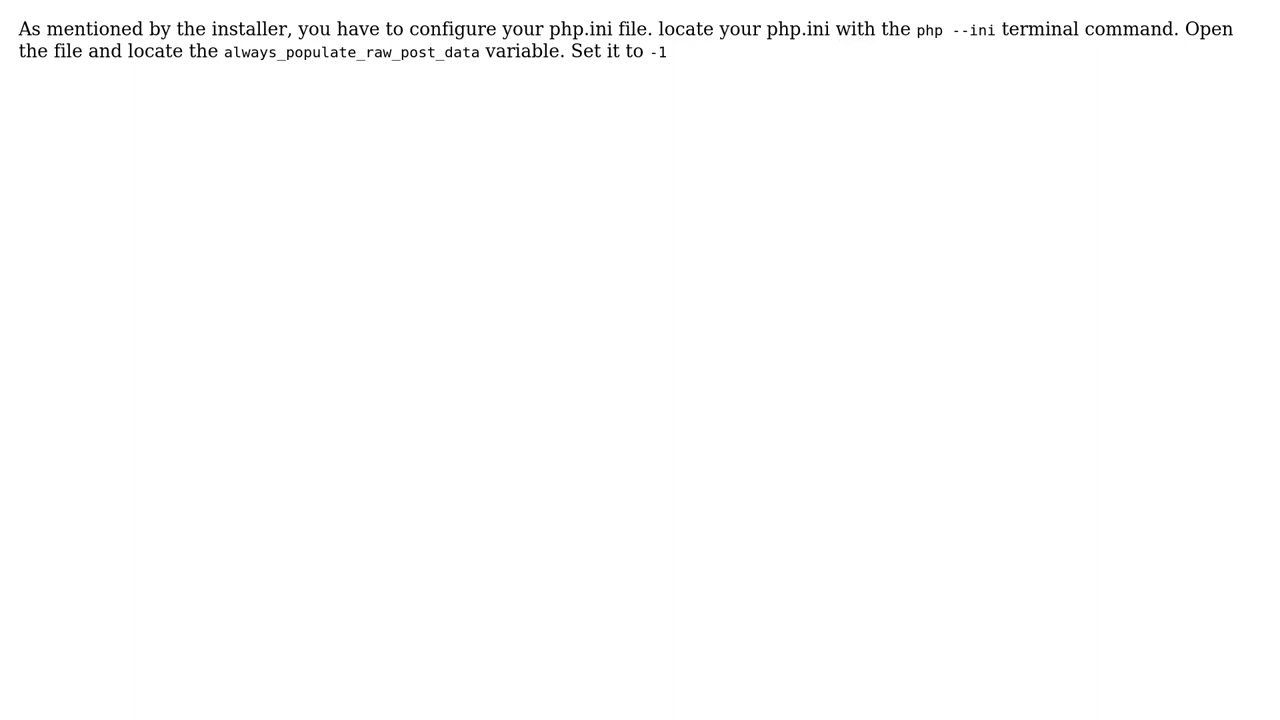 As mentioned by the installer, you have to configure your php.ini file. locate your php.ini with the php --ini terminal command. Open
the file and locate the always_populate_raw_post_data variable. Set it to -1